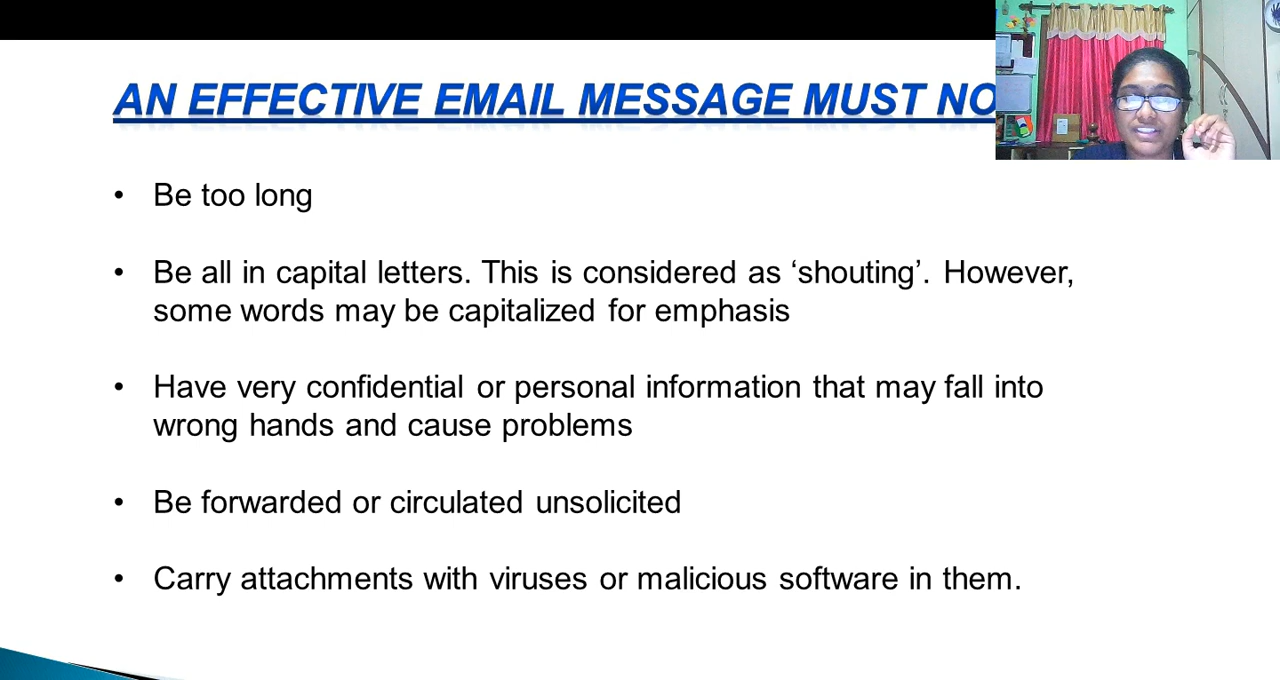 AN EFFECTIVE EMAIL MESSAGE MUST NO
• Be too long
• Be all in capital letters. This is considered as ‘shouting’. However,
some words may be capitalized for emphasis
• Have very confidential or personal information that may fall into
wrong hands and cause problems
• Be forwarded or circulated unsolicited
• Carry attachments with viruses or malicious software in them.